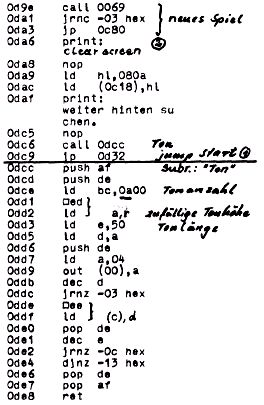 0d9e call 0069
0da1 jrnc -03 hex } neues Spiel
0da3 jp 0c80
0da6 print: ②
clearscreen
0da8 nop
0da9 ld hl,080a
0dac ld (0c18),hl
0daf print:
weiter hinten su
chen.
0dc5 nop
0dc6 call 0dcc Ton
0dc9 jp 0d32 jump Start ①
0dcc push af Subr.: "Ton"
0dcd push de
0dce ld bc,0a00 Tonanzahl
0dd1 ⊡ed }
0dd2 ld a,r zufällige Tonhöhe
0dd3 ld e,50 Tonlänge
0dd5 ld d,a
0dd6 push de
0dd7 ld a,04
0dd9 out (00),a
0ddb dec d
0ddc jrnz -03 hex
0dde ⊡ee }
0ddf ld (c),d
0de0 pop de
0de1 dec e
0de2 jrnz -0c hex
0de4 djnz -13 hex
0de6 pop de
0de7 pop af
0de8 ret